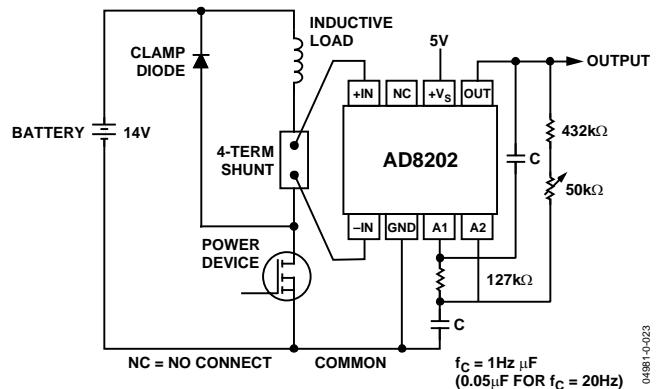 INDUCTIVE
LOAD
CLAMP
DIODE
5V
OUTPUT
+IN NC +VS OUT
BATTERY 14V
4-TERM
SHUNT
AD8202
C
432kΩ
50kΩ
POWER
DEVICE
–IN GND A1 A2
127kΩ
C
NC = NO CONNECT COMMON
fC = 1Hz μF
(0.05μF FOR fC = 20Hz)
04981-0-023